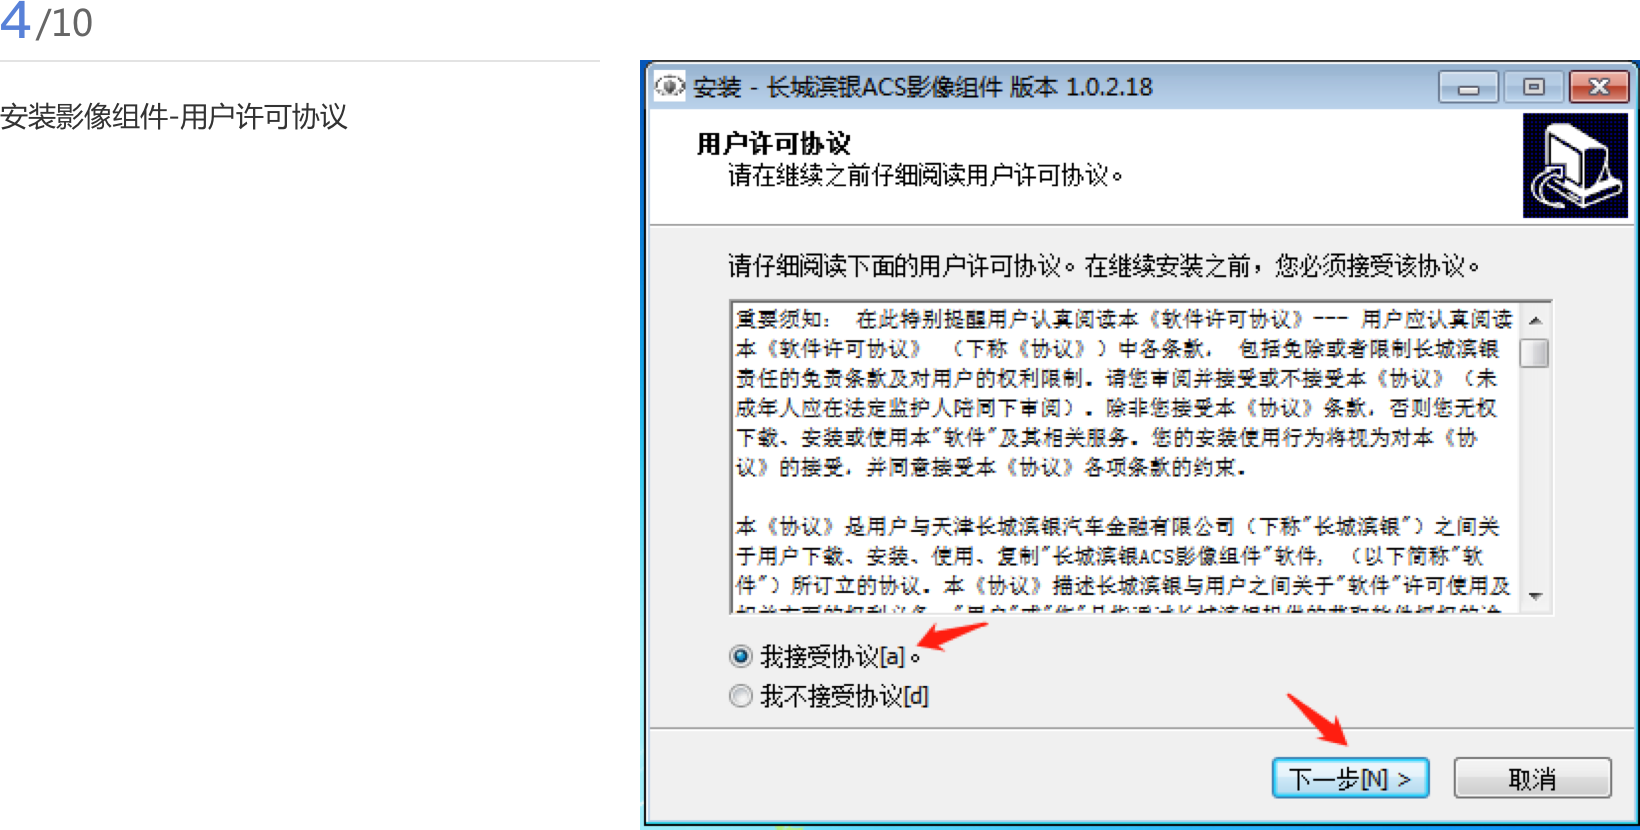 4/10
安装影像组件-用户许可协议
安装 - 长城滨银ACS影像组件 版本 1.0.2.18
用户许可协议
请在继续之前仔细阅读用户许可协议。
请仔细阅读下面的用户许可协议。在继续安装之前，您必须接受该协议。
重要须知： 在此特别提醒用户认真阅读本《软件许可协议》--- 用户应认真阅读
本《软件许可协议》 （下称《协议》）中各条款， 包括免除或者限制长城滨银
责任的免责条款及对用户的权利限制。请您审阅并接受或不接受本《协议》（未
成年人应在法定监护人陪同下审阅）。除非您接受本《协议》条款，否则您无权
下载、安装或使用本"软件"及其相关服务。您的安装使用行为将视为对本《协
议》的接受，并同意接受本《协议》各项条款的约束。
本《协议》是用户与天津长城滨银汽车金融有限公司（下称"长城滨银"）之间关
于用户下载、安装、使用、复制"长城滨银ACS影像组件"软件, （以下简称"软
件"）所订立的协议。本《协议》描述长城滨银与用户之间关于"软件"许可使用及
我接受协议[a]。
我不接受协议[d]
下一步[N] >
取消